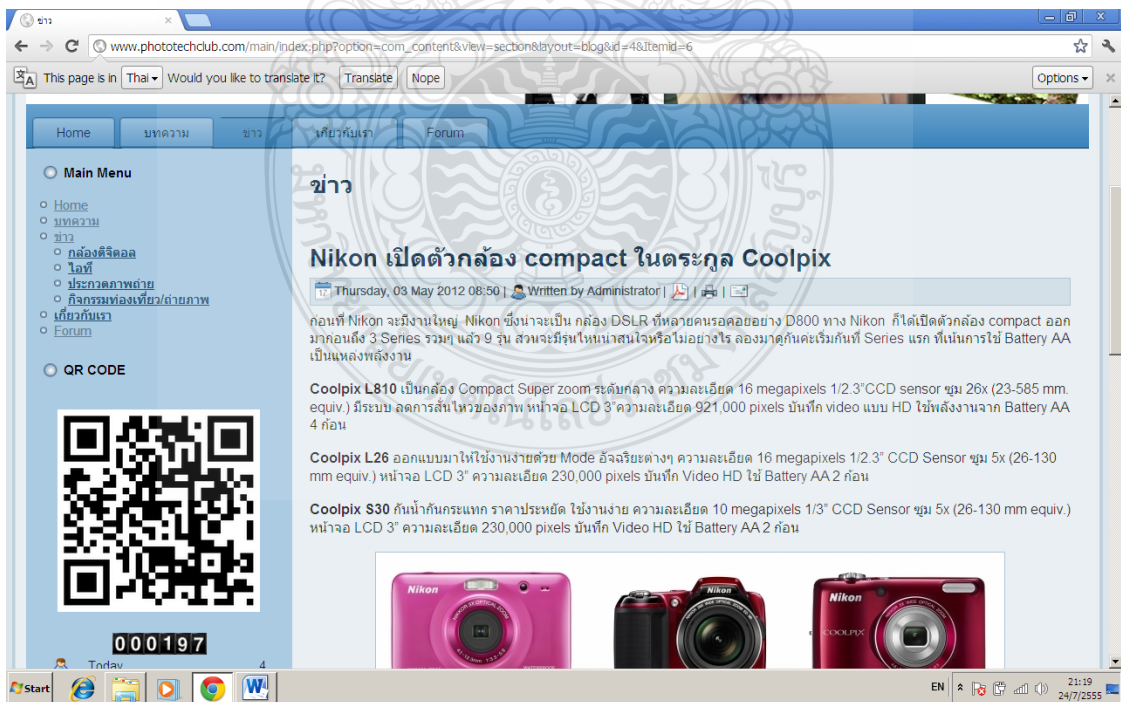 ข่าว
www.phototechclub.com/main/index.php?option=com_content&view=section&layout=blog&id=4&Itemid=6
This page is in Thai Would you like to translate it? Translate Nope Options
Home บทความ ข่าว เกี่ยวกับเรา Forum
Main Menu
Home
บทความ
ข่าว
กล้องดิจิตอล
ไอที
ประกวดภาพถ่าย
กิจกรรมท่องเที่ยว/ถ่ายภาพ
เกี่ยวกับเรา
Forum
QR CODE
000197
Today 4
ข่าว
Nikon เปิดตัวกล้อง compact ในตระกูล Coolpix
Thursday, 03 May 2012 08:50 | Written by Administrator | | |
ก่อนที่ Nikon จะมีงานใหญ่ Nikon ซึ่งน่าจะเป็น กล้อง DSLR ที่หลายคนรอคอยอย่าง D800 ทาง Nikon ก็ได้เปิดตัวกล้อง compact ออก
มาก่อนถึง 3 Series รวมๆ แล้ว 9 รุ่น ส่วนจะมีรุ่นไหนน่าสนใจหรือไม่อย่างไร ลองมาดูกันค่ะเริ่มกันที่ Series แรก ที่เน้นการใช้ Battery AA
เป็นแหล่งพลังงาน
Coolpix L810 เป็นกล้อง Compact Super zoom ระดับกลาง ความละเอียด 16 megapixels 1/2.3"CCD sensor ซูม 26x (23-585 mm.
equiv.) มีระบบ ลดการสั่นไหวของภาพ หน้าจอ LCD 3"ความละเอียด 921,000 pixels บันทึก video แบบ HD ใช้พลังงานจาก Battery AA
4 ก้อน
Coolpix L26 ออกแบบมาให้ใช้งานง่ายด้วย Mode อัจฉริยะต่างๆ ความละเอียด 16 megapixels 1/2.3" CCD Sensor ซูม 5x (26-130
mm equiv.) หน้าจอ LCD 3" ความละเอียด 230,000 pixels บันทึก Video HD ใช้ Battery AA 2 ก้อน
Coolpix S30 กันน้ำกันกระแทก ราคาประหยัด ใช้งานง่าย ความละเอียด 10 megapixels 1/3" CCD Sensor ซูม 5x (26-130 mm equiv.)
หน้าจอ LCD 3" ความละเอียด 230,000 pixels บันทึก Video HD ใช้ Battery AA 2 ก้อน
Nikon
Nikon
Nikon
COOLPIX
Start EN 21:19
24/7/2555